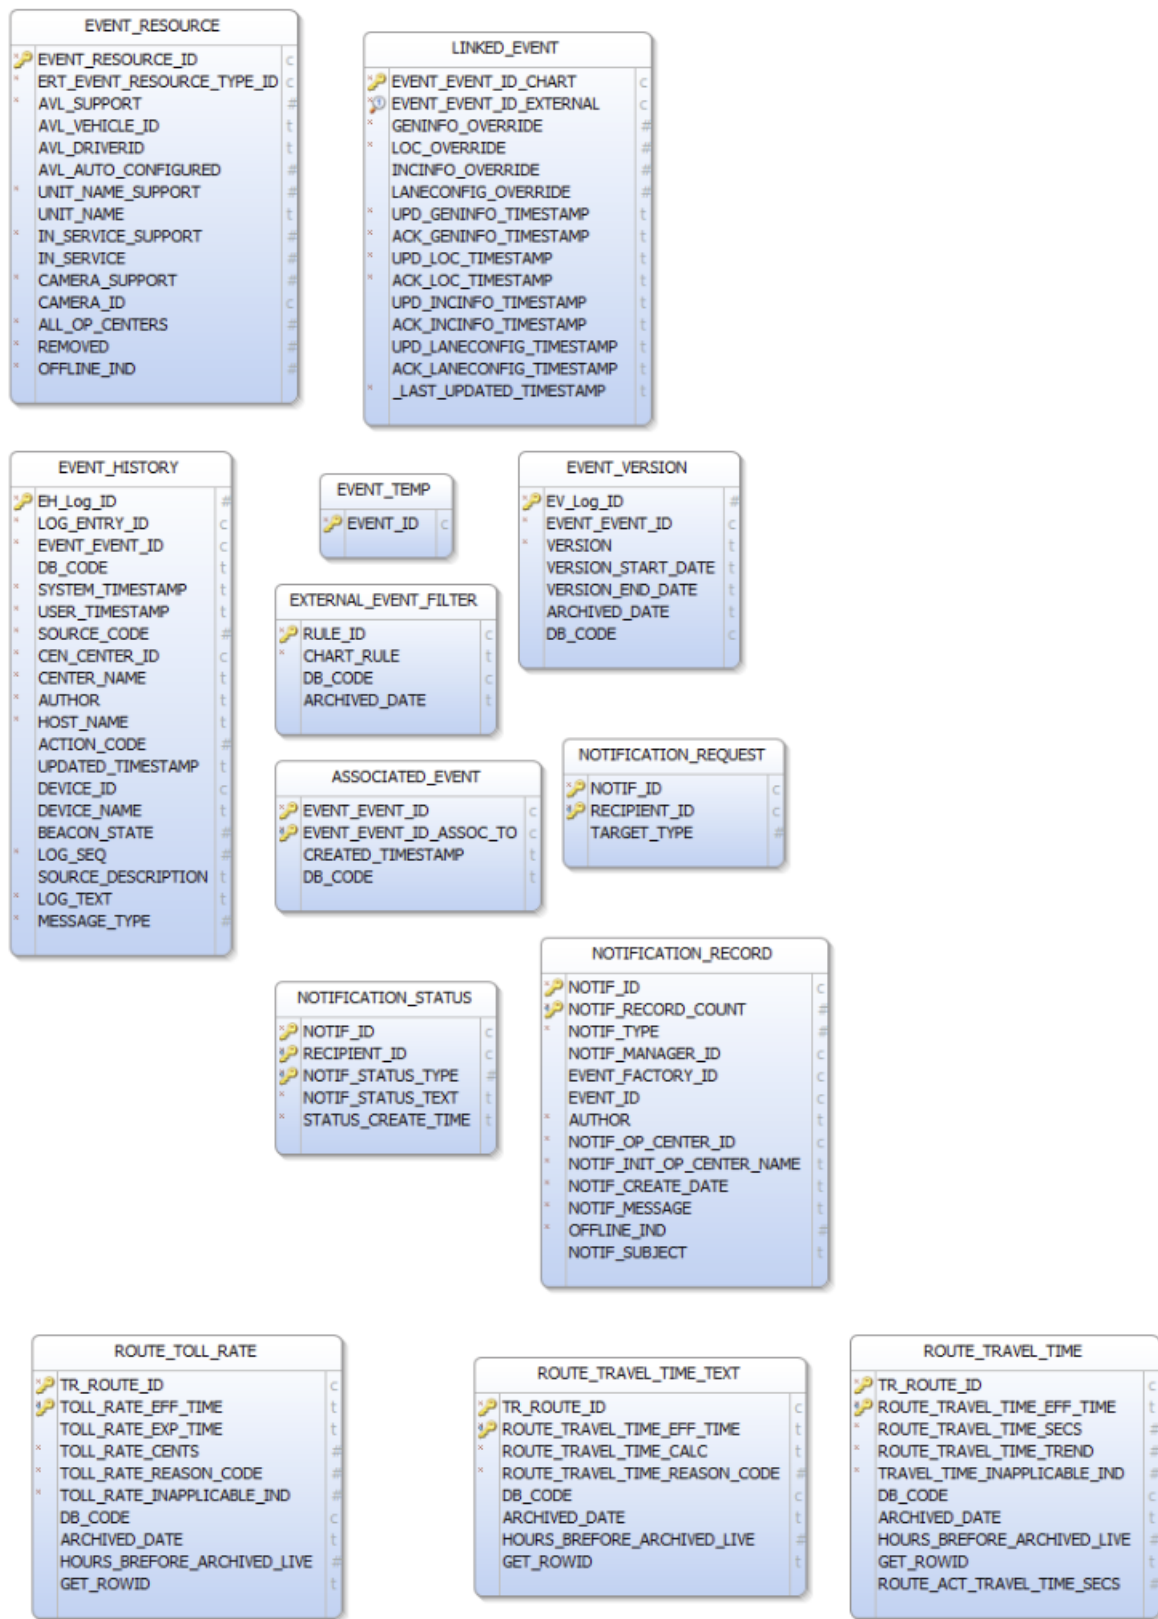 EVENT_RESOURCE
EVENT_RESOURCE_ID c
* ERT_EVENT_RESOURCE_TYPE_ID c
* AVL_SUPPORT #
AVL_VEHICLE_ID t
AVL_DRIVERID t
AVL_AUTO_CONFIGURED #
* UNIT_NAME_SUPPORT #
UNIT_NAME t
* IN_SERVICE_SUPPORT #
IN_SERVICE #
* CAMERA_SUPPORT #
CAMERA_ID c
* ALL_OP_CENTERS #
* REMOVED #
* OFFLINE_IND #
LINKED_EVENT
EVENT_EVENT_ID_CHART c
EVENT_EVENT_ID_EXTERNAL c
* GENINFO_OVERRIDE #
* LOC_OVERRIDE #
INCINFO_OVERRIDE #
LANECONFIG_OVERRIDE #
* UPD_GENINFO_TIMESTAMP t
* ACK_GENINFO_TIMESTAMP t
* UPD_LOC_TIMESTAMP t
* ACK_LOC_TIMESTAMP t
UPD_INCINFO_TIMESTAMP t
ACK_INCINFO_TIMESTAMP t
UPD_LANECONFIG_TIMESTAMP t
ACK_LANECONFIG_TIMESTAMP t
* _LAST_UPDATED_TIMESTAMP t
EVENT_HISTORY
EH_Log_ID #
* LOG_ENTRY_ID c
* EVENT_EVENT_ID c
DB_CODE t
* SYSTEM_TIMESTAMP t
* USER_TIMESTAMP t
* SOURCE_CODE #
* CEN_CENTER_ID c
* CENTER_NAME t
* AUTHOR t
* HOST_NAME t
ACTION_CODE #
UPDATED_TIMESTAMP t
DEVICE_ID c
DEVICE_NAME t
BEACON_STATE #
* LOG_SEQ #
SOURCE_DESCRIPTION t
* LOG_TEXT t
* MESSAGE_TYPE #
EVENT_TEMP
EVENT_ID c
EVENT_VERSION
EV_Log_ID #
* EVENT_EVENT_ID c
* VERSION t
VERSION_START_DATE t
VERSION_END_DATE t
ARCHIVED_DATE t
DB_CODE c
EXTERNAL_EVENT_FILTER
RULE_ID c
* CHART_RULE t
DB_CODE c
ARCHIVED_DATE t
ASSOCIATED_EVENT
EVENT_EVENT_ID c
EVENT_EVENT_ID_ASSOC_TO c
CREATED_TIMESTAMP t
DB_CODE t
NOTIFICATION_REQUEST
NOTIF_ID c
RECIPIENT_ID c
TARGET_TYPE #
NOTIFICATION_STATUS
NOTIF_ID c
RECIPIENT_ID c
NOTIF_STATUS_TYPE #
* NOTIF_STATUS_TEXT t
* STATUS_CREATE_TIME t
NOTIFICATION_RECORD
NOTIF_ID c
NOTIF_RECORD_COUNT #
* NOTIF_TYPE #
NOTIF_MANAGER_ID c
EVENT_FACTORY_ID c
EVENT_ID c
* AUTHOR t
* NOTIF_OP_CENTER_ID c
* NOTIF_INIT_OP_CENTER_NAME t
* NOTIF_CREATE_DATE t
* NOTIF_MESSAGE t
* OFFLINE_IND #
NOTIF_SUBJECT t
ROUTE_TOLL_RATE
TR_ROUTE_ID c
TOLL_RATE_EFF_TIME t
TOLL_RATE_EXP_TIME t
* TOLL_RATE_CENTS #
* TOLL_RATE_REASON_CODE #
* TOLL_RATE_INAPPLICABLE_IND #
DB_CODE c
ARCHIVED_DATE t
HOURS_BREFORE_ARCHIVED_LIVE #
GET_ROWID t
ROUTE_TRAVEL_TIME_TEXT
TR_ROUTE_ID c
ROUTE_TRAVEL_TIME_EFF_TIME t
* ROUTE_TRAVEL_TIME_CALC t
* ROUTE_TRAVEL_TIME_REASON_CODE #
DB_CODE c
ARCHIVED_DATE t
HOURS_BREFORE_ARCHIVED_LIVE #
GET_ROWID t
ROUTE_TRAVEL_TIME
TR_ROUTE_ID c
ROUTE_TRAVEL_TIME_EFF_TIME t
* ROUTE_TRAVEL_TIME_SECS #
* ROUTE_TRAVEL_TIME_TREND #
* TRAVEL_TIME_INAPPLICABLE_IND #
DB_CODE c
ARCHIVED_DATE t
HOURS_BREFORE_ARCHIVED_LIVE #
GET_ROWID t
ROUTE_ACT_TRAVEL_TIME_SECS #